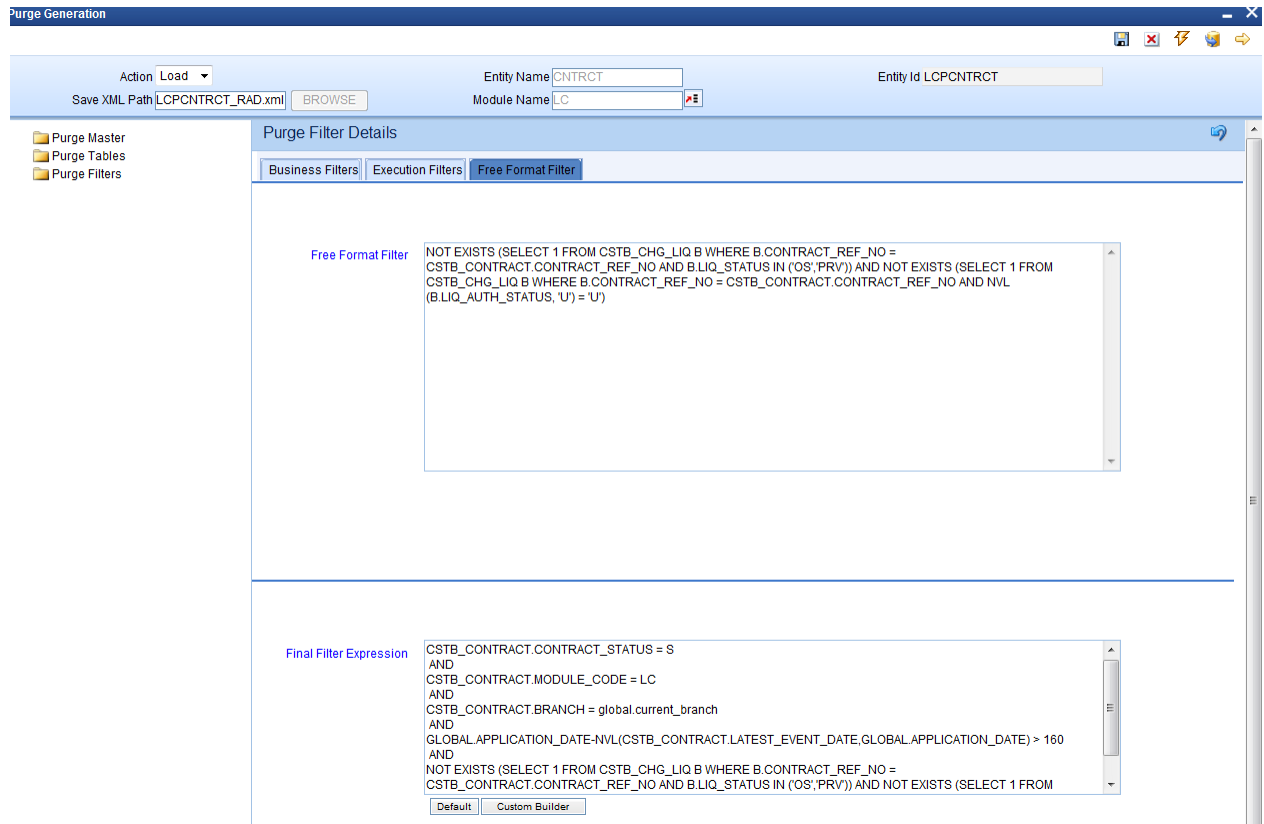 Purge Generation
Action Load
Entity Name CNTRCT
Entity Id LCPCNTRCT
Save XML Path LCPCNTRCT_RAD.xml BROWSE
Module Name LC
Purge Master
Purge Tables
Purge Filters
Purge Filter Details
Business Filters Execution Filters Free Format Filter
Free Format Filter
NOT EXISTS (SELECT 1 FROM CSTB_CHG_LIQ B WHERE B.CONTRACT_REF_NO =
CSTB_CONTRACT.CONTRACT_REF_NO AND B.LIQ_STATUS IN ('OS','PRV')) AND NOT EXISTS (SELECT 1 FROM
CSTB_CHG_LIQ B WHERE B.CONTRACT_REF_NO = CSTB_CONTRACT.CONTRACT_REF_NO AND NVL
(B.LIQ_AUTH_STATUS, 'U') = 'U')
Final Filter Expression
CSTB_CONTRACT.CONTRACT_STATUS = S
AND
CSTB_CONTRACT.MODULE_CODE = LC
AND
CSTB_CONTRACT.BRANCH = global.current_branch
AND
GLOBAL.APPLICATION_DATE-NVL(CSTB_CONTRACT.LATEST_EVENT_DATE,GLOBAL.APPLICATION_DATE) > 160
AND
NOT EXISTS (SELECT 1 FROM CSTB_CHG_LIQ B WHERE B.CONTRACT_REF_NO =
CSTB_CONTRACT.CONTRACT_REF_NO AND B.LIQ_STATUS IN ('OS','PRV')) AND NOT EXISTS (SELECT 1 FROM
Default Custom Builder